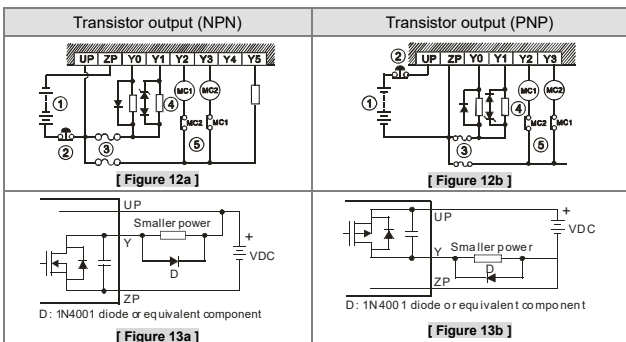 Transistor output (NPN)
Transistor output (PNP)
UP ZP Y0 Y1 Y2 Y3 Y4 Y5
MC1 MC2
①
②
③
④
MC2 MC1
⑤
[ Figure 12a ]
②
UP ZP Y0 Y1 Y2 Y3
MC1 MC2
①
④
MC2 MC1
③
⑤
[ Figure 12b ]
UP
Smaller power
+
Y
VDC
D
ZP
D: 1N4001 diode or equivalent component
[ Figure 13a ]
UP
+
VDC
Y
Smaller power
D
ZP
D: 1N4001 diode or equivalent component
[ Figure 13b ]